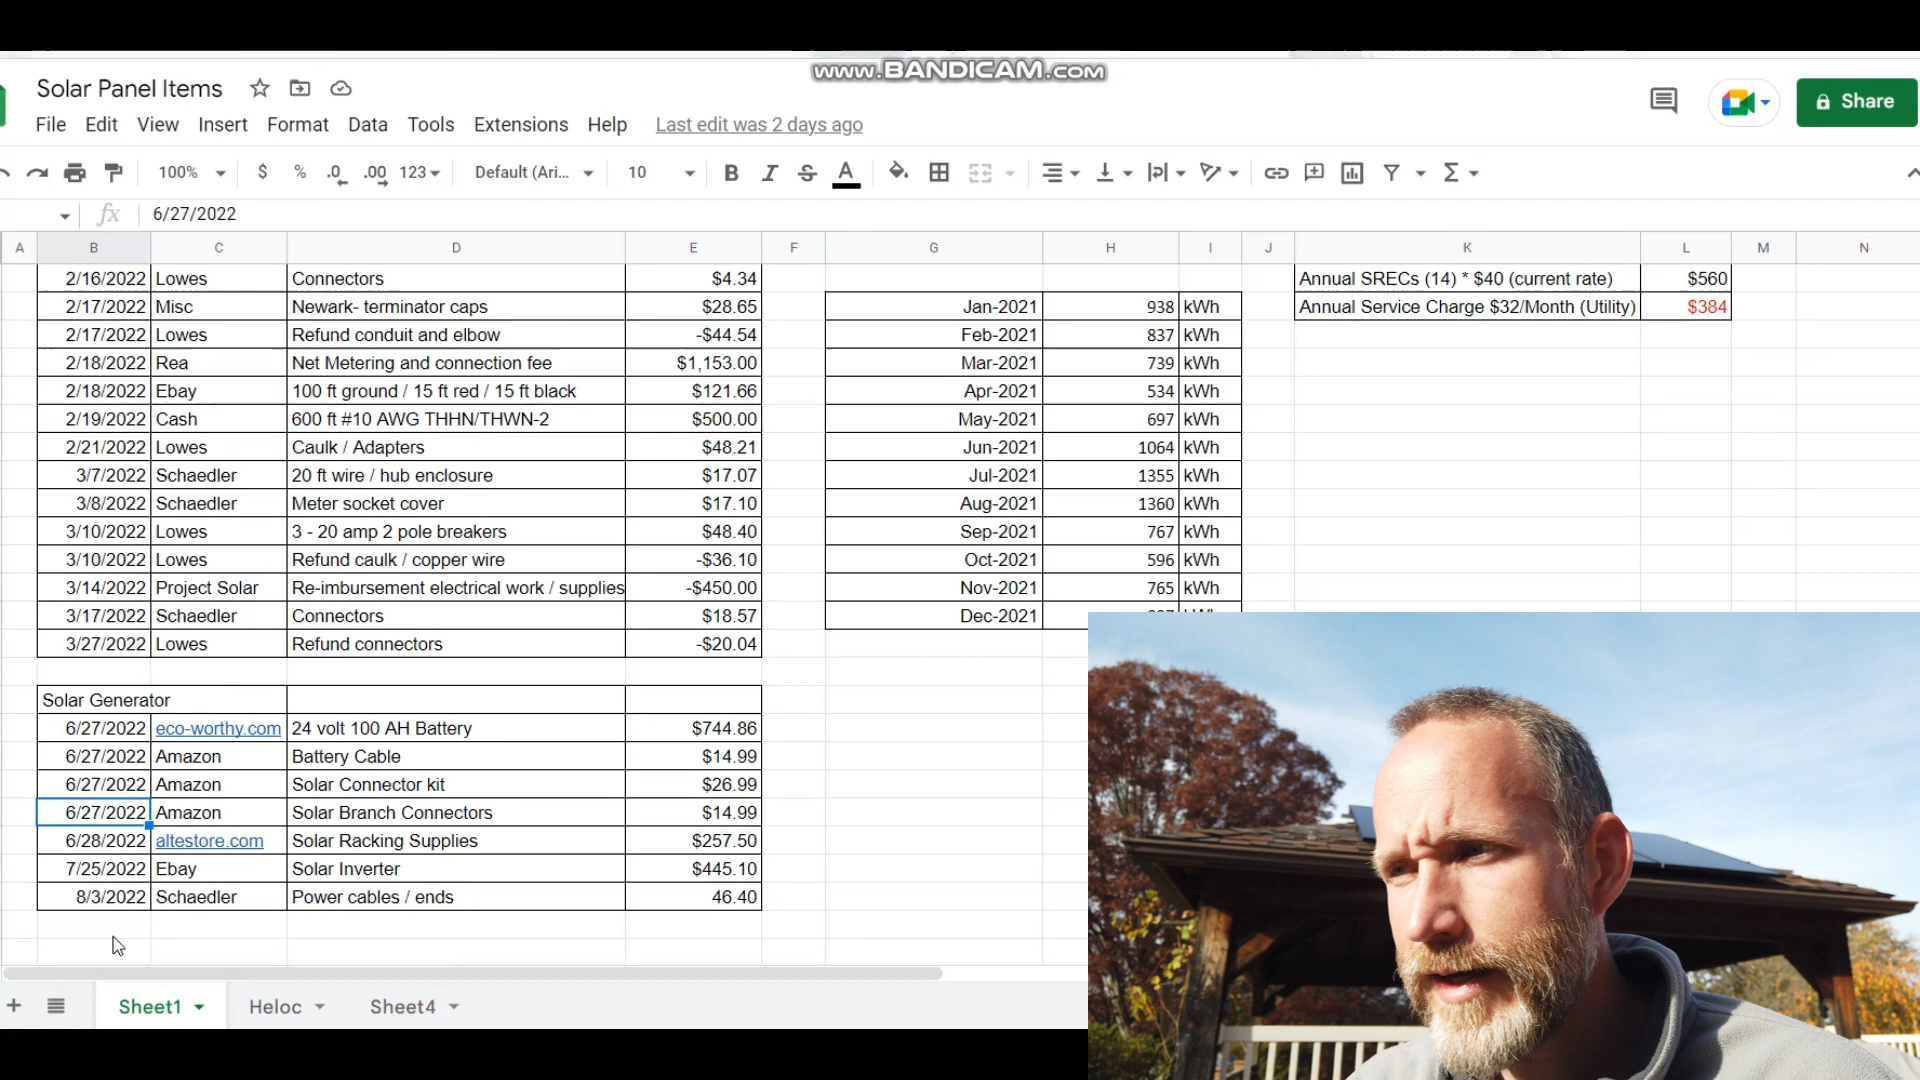 www.BANDICAM.com
Solar Panel Items
Share
File Edit View Insert Format Data Tools Extensions Help Last edit was 2 days ago
100% $ % .0 .00 123 Default (Ari... 10 B I S A
fx 6/27/2022
A B C D E F G H I J K L M N
2/16/2022 Lowes Connectors $4.34 Annual SRECs (14) * $40 (current rate) $560
2/17/2022 Misc Newark- terminator caps $28.65 Jan-2021 938 kWh Annual Service Charge $32/Month (Utility) $384
2/17/2022 Lowes Refund conduit and elbow -$44.54 Feb-2021 837 kWh
2/18/2022 Rea Net Metering and connection fee $1,153.00 Mar-2021 739 kWh
2/18/2022 Ebay 100 ft ground / 15 ft red / 15 ft black $121.66 Apr-2021 534 kWh
2/19/2022 Cash 600 ft #10 AWG THHN/THWN-2 $500.00 May-2021 697 kWh
2/21/2022 Lowes Caulk / Adapters $48.21 Jun-2021 1064 kWh
3/7/2022 Schaedler 20 ft wire / hub enclosure $17.07 Jul-2021 1355 kWh
3/8/2022 Schaedler Meter socket cover $17.10 Aug-2021 1360 kWh
3/10/2022 Lowes 3 - 20 amp 2 pole breakers $48.40 Sep-2021 767 kWh
3/10/2022 Lowes Refund caulk / copper wire -$36.10 Oct-2021 596 kWh
3/14/2022 Project Solar Re-imbursement electrical work / supplies -$450.00 Nov-2021 765 kWh
3/17/2022 Schaedler Connectors $18.57 Dec-2021
3/27/2022 Lowes Refund connectors -$20.04
Solar Generator
6/27/2022 eco-worthy.com 24 volt 100 AH Battery $744.86
6/27/2022 Amazon Battery Cable $14.99
6/27/2022 Amazon Solar Connector kit $26.99
6/27/2022 Amazon Solar Branch Connectors $14.99
6/28/2022 altestore.com Solar Racking Supplies $257.50
7/25/2022 Ebay Solar Inverter $445.10
8/3/2022 Schaedler Power cables / ends 46.40
Sheet1 Heloc Sheet4